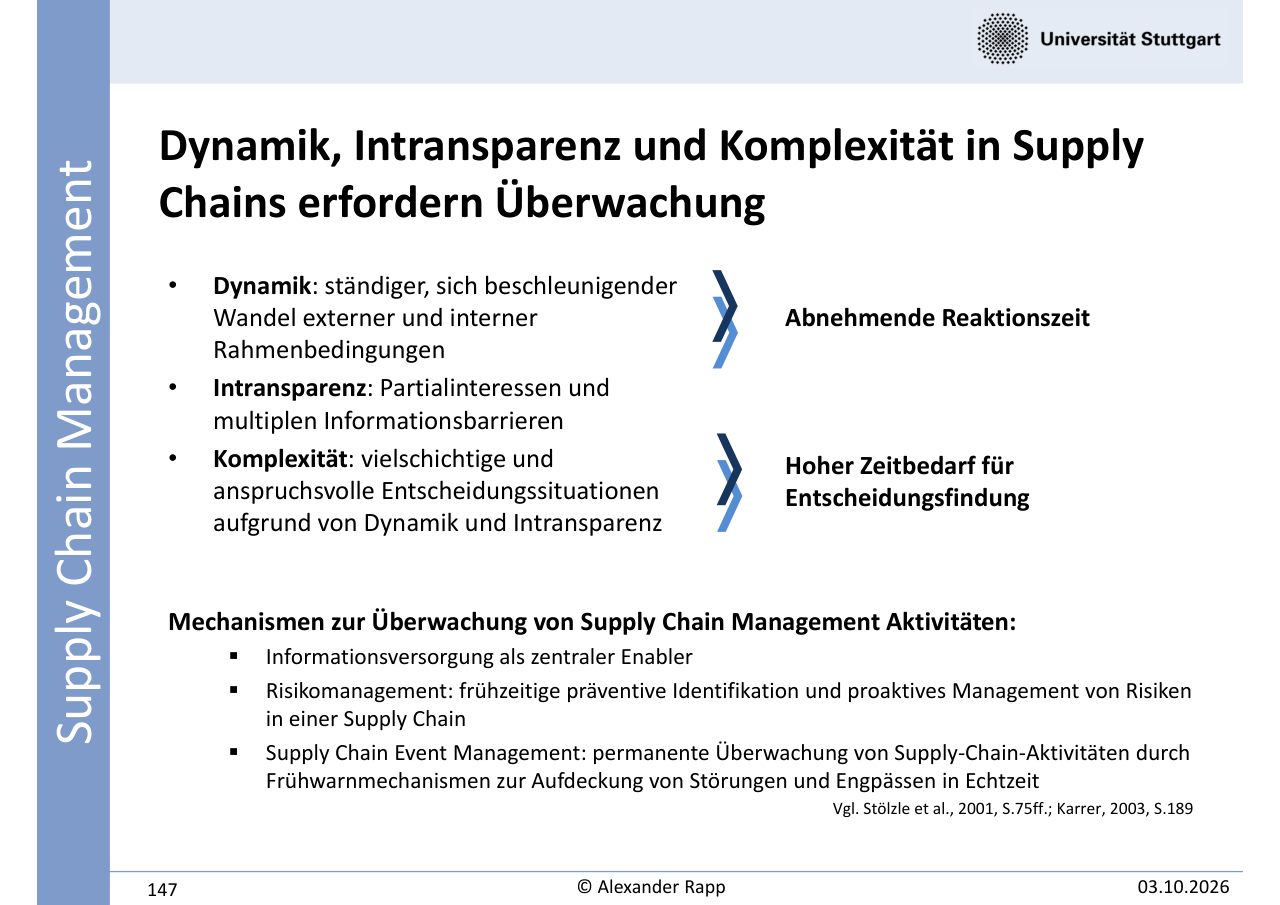 Universität Stuttgart
Supply Chain Management
Dynamik, Intransparenz und Komplexität in Supply
Chains erfordern Überwachung
• Dynamik: ständiger, sich beschleunigender
Wandel externer und interner
Rahmenbedingungen
Abnehmende Reaktionszeit
• Intransparenz: Partialinteressen und
multiplen Informationsbarrieren
• Komplexität: vielschichtige und
anspruchsvolle Entscheidungssituationen
aufgrund von Dynamik und Intransparenz
Hoher Zeitbedarf für
Entscheidungsfindung
Mechanismen zur Überwachung von Supply Chain Management Aktivitäten:
▪ Informationsversorgung als zentraler Enabler
▪ Risikomanagement: frühzeitige präventive Identifikation und proaktives Management von Risiken
in einer Supply Chain
▪ Supply Chain Event Management: permanente Überwachung von Supply-Chain-Aktivitäten durch
Frühwarnmechanismen zur Aufdeckung von Störungen und Engpässen in Echtzeit
Vgl. Stölzle et al., 2001, S.75ff.; Karrer, 2003, S.189
147
© Alexander Rapp
03.10.2026